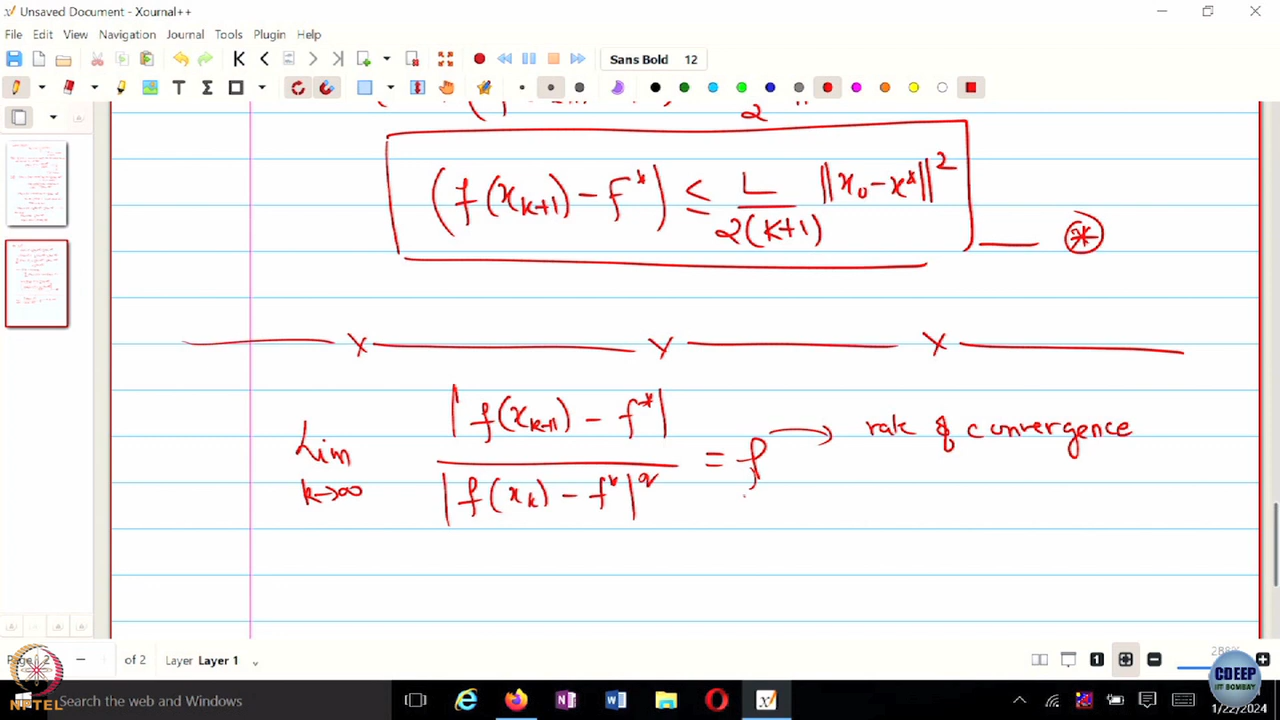 Unsaved Document - Xournal++
File Edit View Navigation Journal Tools Plugin Help
Sans Bold 12
2
(f(x_{k+1}) - f^*) ≤ L / 2(k+1) ||x_0 - x^*||^2 — ⊛
x x x
Lim k→∞ |f(x_{k+1}) - f^*| / |f(x_k) - f^*|^q = ρ → rate of convergence
of 2 Layer Layer 1 288%
Search the web and Windows
NPTEL
CDEEP
IIT BOMBAY
1/22/2024